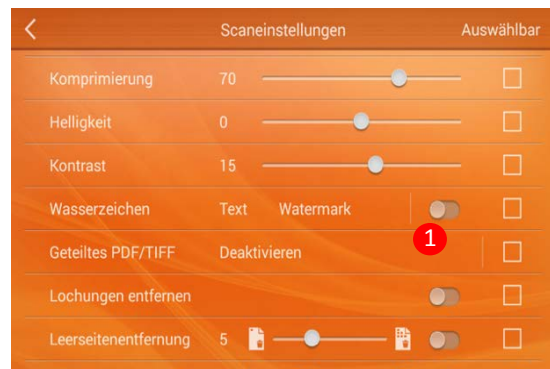 Scaneinstellungen Auswählbar
Komprimierung 70
Helligkeit 0
Kontrast 15
Wasserzeichen Text Watermark
1
Geteiltes PDF/TIFF Deaktivieren
Lochungen entfernen
Leerseitenentfernung 5